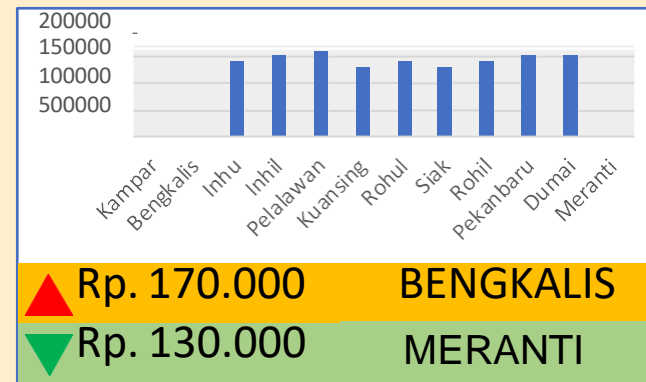 200000
150000
100000
500000
Kampar
Bengkalis
Inhu
Inhil
Pelalawan
Kuansing
Rohul
Siak
Rohil
Pekanbaru
Dumai
Meranti
Rp. 170.000 BENGKALIS
Rp. 130.000 MERANTI